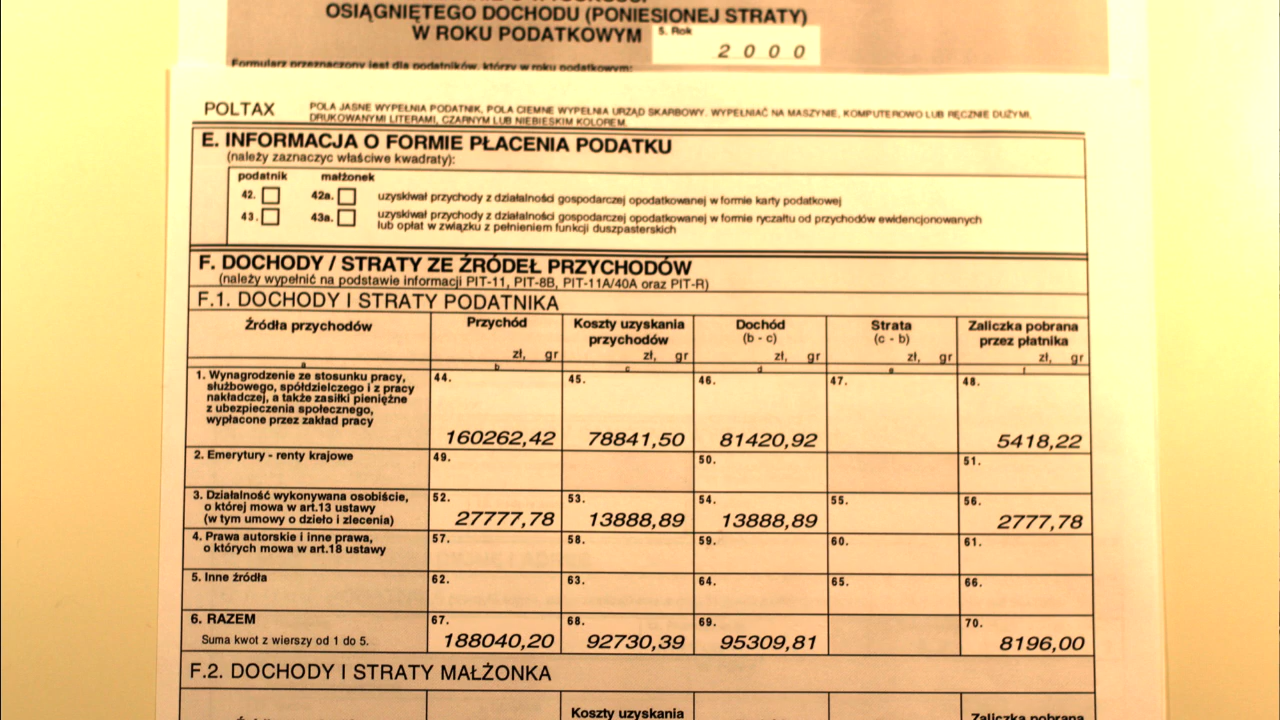 OSIĄGNIĘTEGO DOCHODU (PONIESIONEJ STRATY)
W ROKU PODATKOWYM
5. Rok
2 0 0 0
Formularz przeznaczony jest dla podatników, którzy w roku podatkowym:
POLTAX
POLA JASNE WYPEŁNIA PODATNIK, POLA CIEMNE WYPEŁNIA URZĄD SKARBOWY. WYPEŁNIAĆ NA MASZYNIE, KOMPUTEROWO LUB RĘCZNIE DUŻYMI,
DRUKOWANYMI LITERAMI, CZARNYM LUB NIEBIESKIM KOLOREM.
E. INFORMACJA O FORMIE PŁACENIA PODATKU
(należy zaznaczyc właściwe kwadraty):
podatnik małżonek
42. 42a. uzyskiwał przychody z działalności gospodarczej opodatkowanej w formie karty podatkowej
43. 43a. uzyskiwał przychody z działalności gospodarczej opodatkowanej w formie ryczałtu od przychodów ewidencjonowanych
lub opłat w związku z pełnieniem funkcji duszpasterskich
F. DOCHODY / STRATY ZE ŹRÓDEŁ PRZYCHODÓW
(należy wypełnić na podstawie informacji PIT-11, PIT-8B, PIT-11A/40A oraz PIT-R)
F.1. DOCHODY I STRATY PODATNIKA
Źródła przychodów Przychód Koszty uzyskania Dochód Strata Zaliczka pobrana
przychodów (b - c) (c - b) przez płatnika
zł, gr zł, gr zł, gr zł, gr zł, gr
a b c d e f
1. Wynagrodzenie ze stosunku pracy, 44. 45. 46. 47. 48.
służbowego, spółdzielczego i z pracy
nakładczej, a także zasiłki pieniężne
z ubezpieczenia społecznego,
wypłacone przez zakład pracy
160262,42 78841,50 81420,92 5418,22
2. Emerytury - renty krajowe 49. 50. 51.
3. Działalność wykonywana osobiście, 52. 53. 54. 55. 56.
o której mowa w art.13 ustawy
(w tym umowy o dzieło i zlecenia) 27777,78 13888,89 13888,89 2777,78
4. Prawa autorskie i inne prawa, 57. 58. 59. 60. 61.
o których mowa w art.18 ustawy
5. Inne źródła 62. 63. 64. 65. 66.
6. RAZEM 67. 68. 69. 70.
Suma kwot z wierszy od 1 do 5. 188040,20 92730,39 95309,81 8196,00
F.2. DOCHODY I STRATY MAŁŻONKA
Koszty uzyskania Zaliczka pobrana